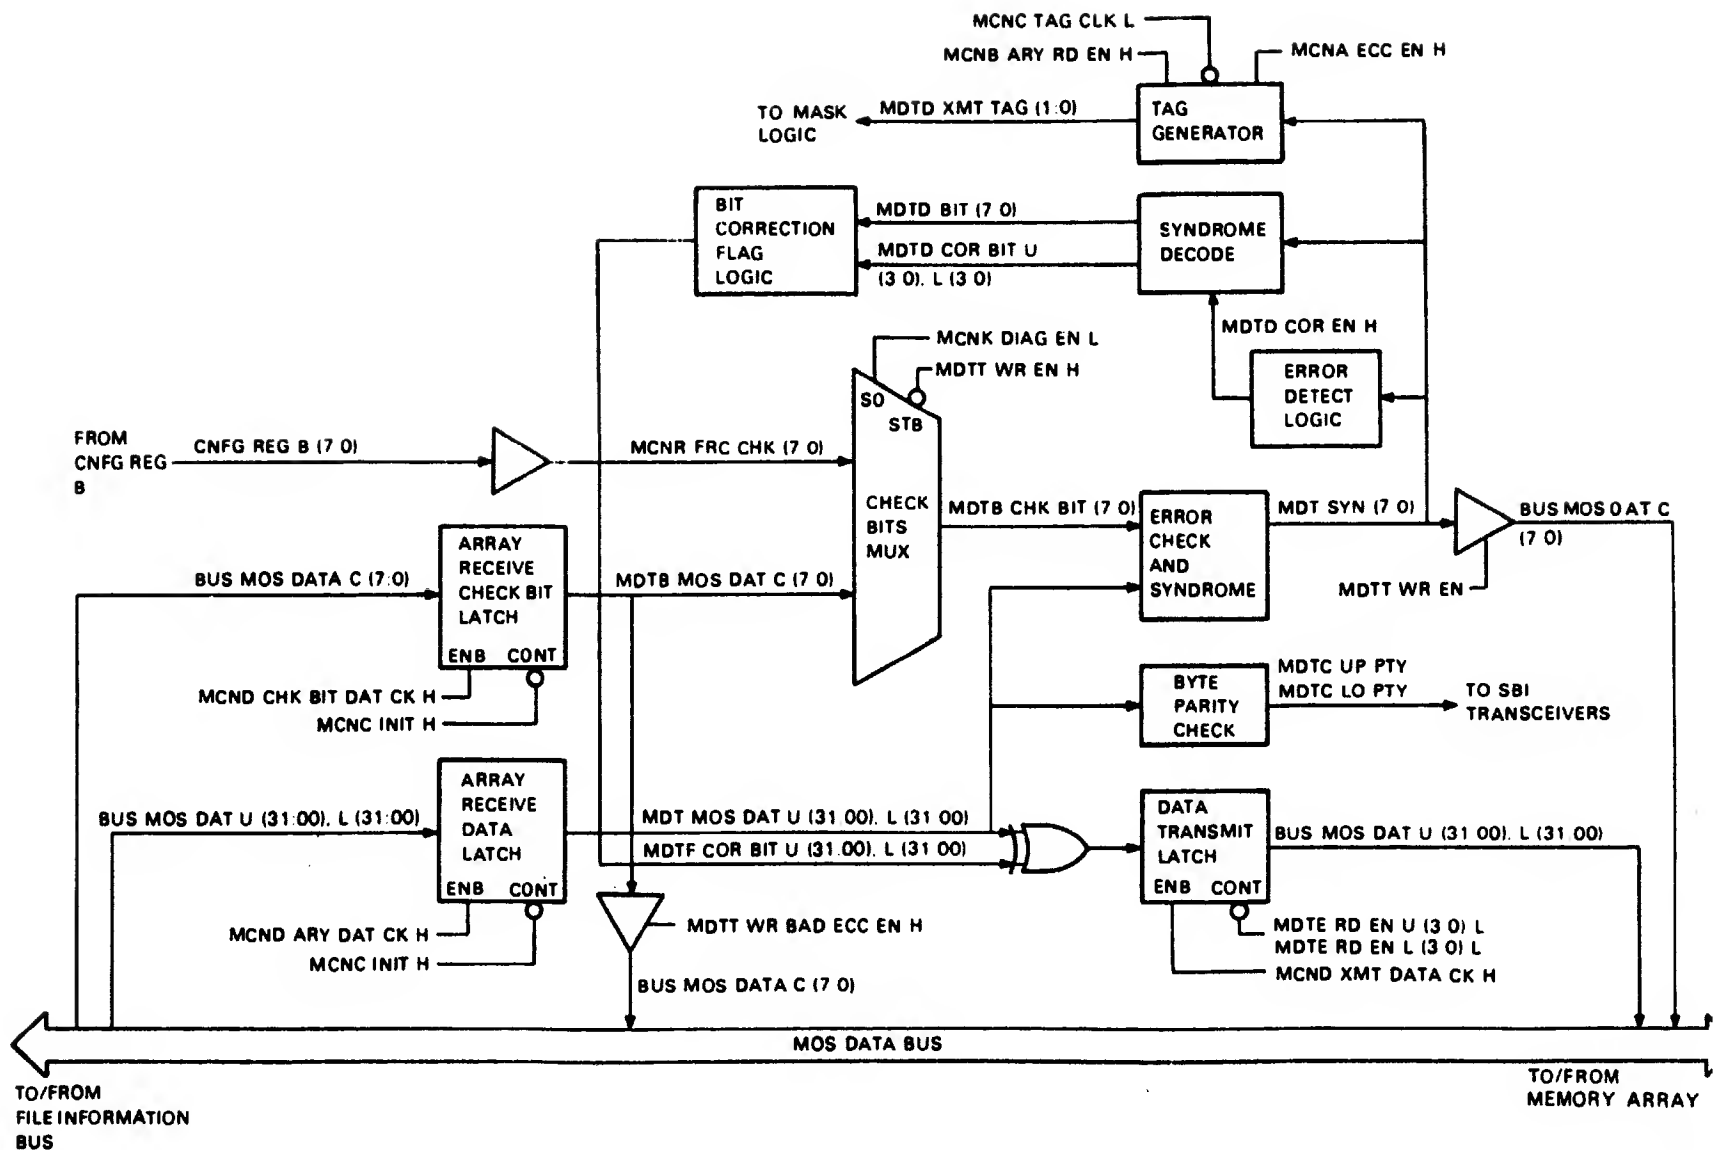 MCNC TAG CLK L
MCNB ARY RD EN H
MCNA ECC EN H
TO MASK
LOGIC
MDTD XMT TAG (1:0)
TAG
GENERATOR
BIT
CORRECTION
FLAG
LOGIC
MDTD BIT (7 0)
MDTD COR BIT U
(3 0). L (3 0)
SYNDROME
DECODE
MDTD COR EN H
ERROR
DETECT
LOGIC
MCNK DIAG EN L
MDTT WR EN H
S0
STB
FROM
CNFG REG
B
CNFG REG B (7 0)
MCNR FRC CHK (7 0)
CHECK
BITS
MUX
MDTB CHK BIT (7 0)
ERROR
CHECK
AND
SYNDROME
MDT SYN (7 0)
BUS MOS 0 AT C
(7 0)
MDTT WR EN
BUS MOS DATA C (7:0)
ARRAY
RECEIVE
CHECK BIT
LATCH
ENB CONT
MDTB MOS DAT C (7 0)
MCND CHK BIT DAT CK H
MCNC INIT H
BYTE
PARITY
CHECK
MDTC UP PTY
MDTC LO PTY
TO SBI
TRANSCEIVERS
BUS MOS DAT U (31:00). L (31:00)
ARRAY
RECEIVE
DATA
LATCH
ENB CONT
MDT MOS DAT U (31 00). L (31 00)
MDTF COR BIT U (31.00). L (31 00)
DATA
TRANSMIT
LATCH
ENB CONT
BUS MOS DAT U (31 00). L (31 00)
MCND ARY DAT CK H
MCNC INIT H
MDTT WR BAD ECC EN H
MDTE RD EN U (3 0) L
MDTE RD EN L (3 0) L
MCND XMT DATA CK H
BUS MOS DATA C (7 0)
MOS DATA BUS
TO/FROM
FILE INFORMATION
BUS
TO/FROM
MEMORY ARRAY